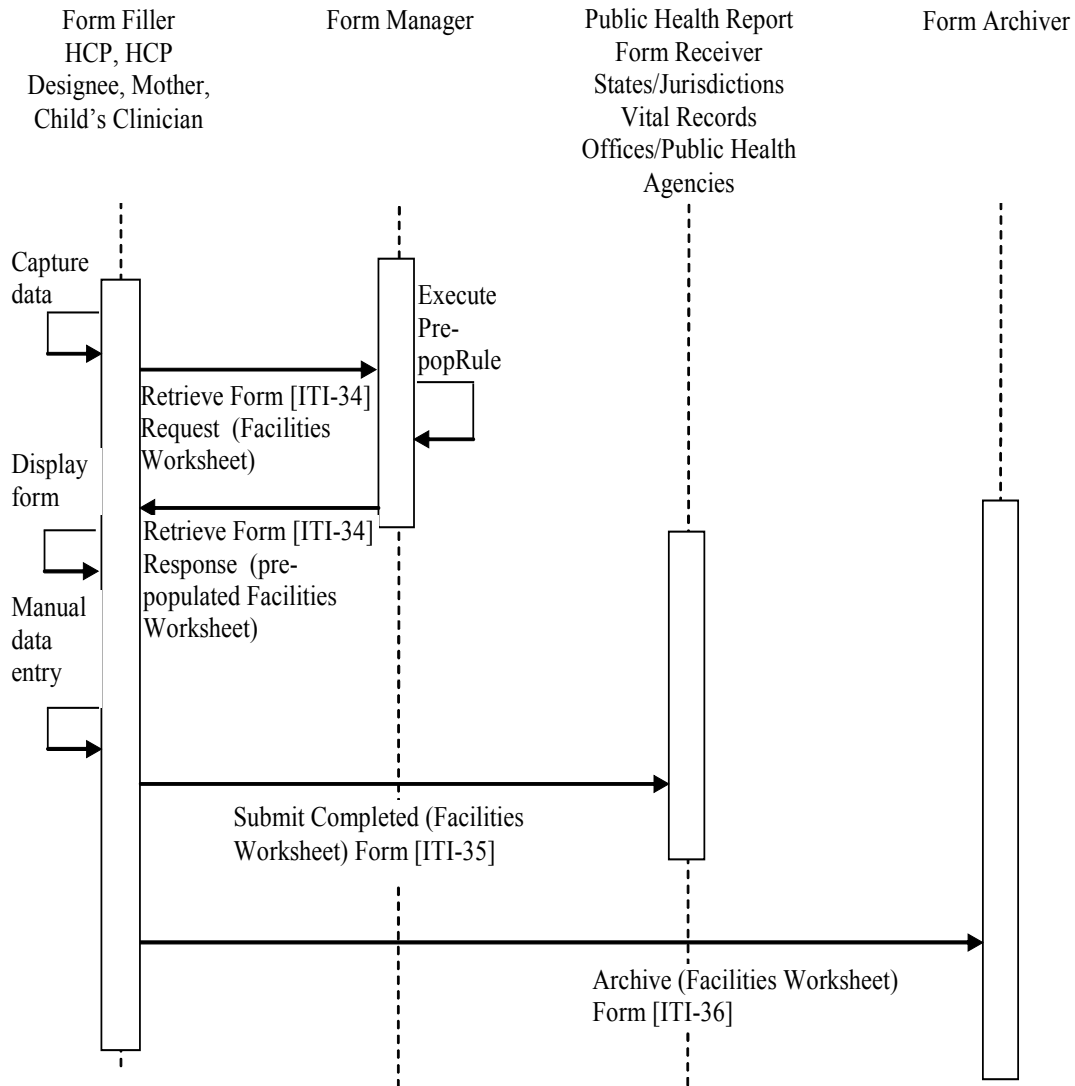 Form Filler
HCP, HCP
Designee, Mother,
Child's Clinician
Form Manager
Public Health Report
Form Receiver
States/Jurisdictions
Vital Records
Offices/Public Health
Agencies
Form Archiver
Capture
data
Execute
Pre-
popRule
Retrieve Form [ITI-34]
Request (Facilities
Worksheet)
Display
form
Retrieve Form [ITI-34]
Response (pre-
populated Facilities
Worksheet)
Manual
data
entry
Submit Completed (Facilities
Worksheet) Form [ITI-35]
Archive (Facilities Worksheet)
Form [ITI-36]